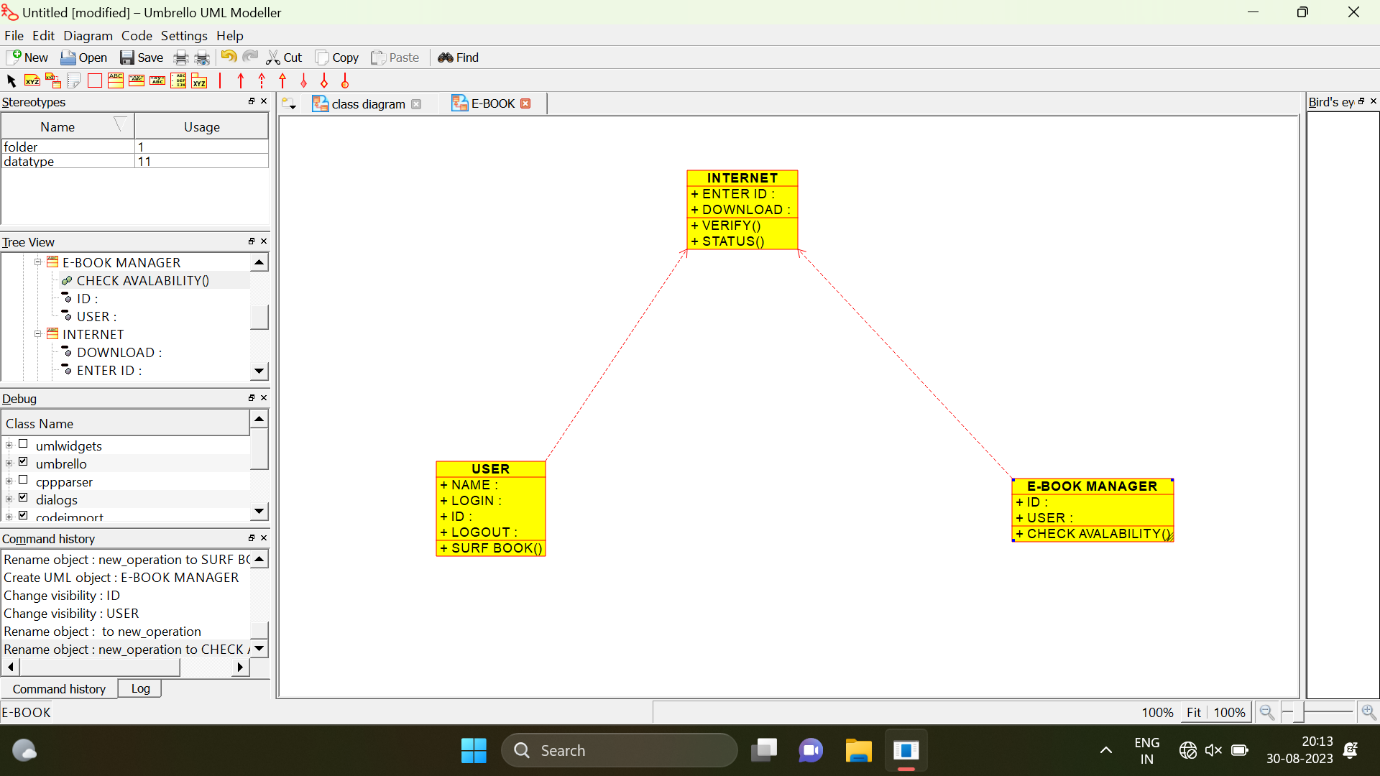 Untitled [modified] – Umbrello UML Modeller
File Edit Diagram Code Settings Help
New Open Save Cut Copy Paste Find
Stereotypes
Name Usage
folder 1
datatype 11
Tree View
E-BOOK MANAGER
CHECK AVALABILITY()
ID :
USER :
INTERNET
DOWNLOAD :
ENTER ID :
Debug
Class Name
umlwidgets
umbrello
cppparser
dialogs
codeimport
Command history
Rename object : new_operation to SURF BO
Create UML object : E-BOOK MANAGER
Change visibility : ID
Change visibility : USER
Rename object : to new_operation
Rename object : new_operation to CHECK
Command history Log
E-BOOK
class diagram E-BOOK
INTERNET
+ ENTER ID :
+ DOWNLOAD :
+ VERIFY()
+ STATUS()
USER
+ NAME :
+ LOGIN :
+ ID :
+ LOGOUT :
+ SURF BOOK()
E-BOOK MANAGER
+ ID :
+ USER :
+ CHECK AVALABILITY()
Bird's ey
100% Fit 100%
Search
ENG
IN
20:13
30-08-2023